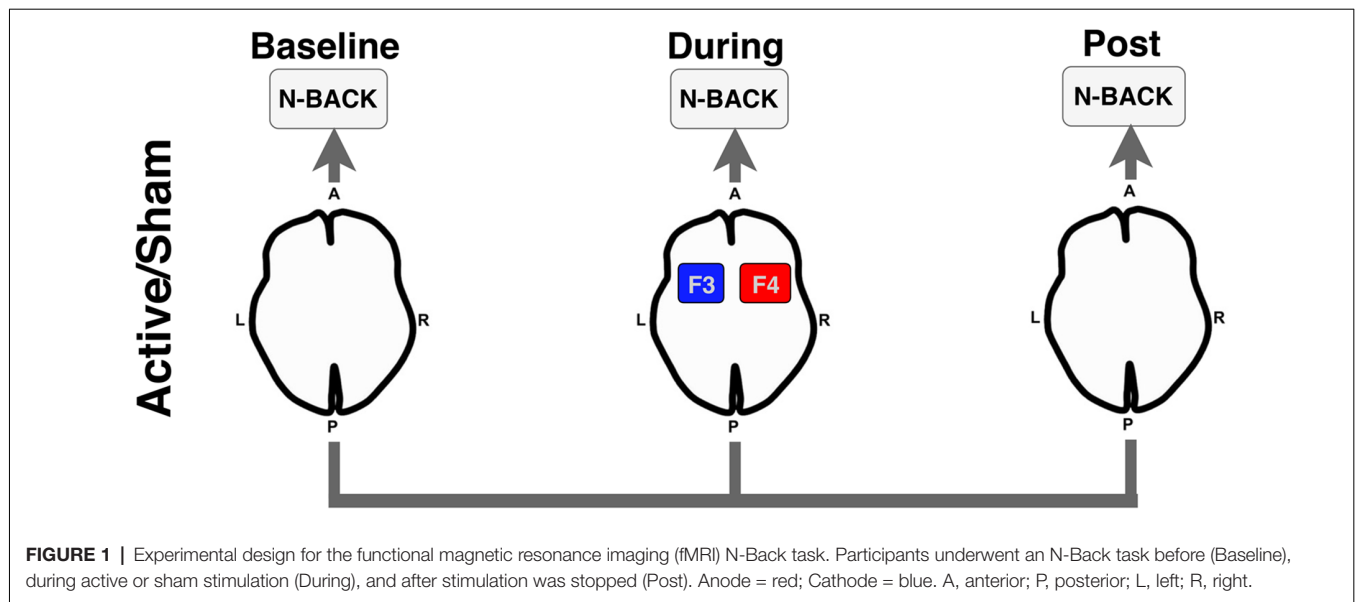 Baseline
During
Post
N-BACK
N-BACK
N-BACK
Active/Sham
A
A
A
F3
F4
L
R
L
R
L
R
P
P
P
FIGURE 1 | Experimental design for the functional magnetic resonance imaging (fMRI) N-Back task. Participants underwent an N-Back task before (Baseline),
during active or sham stimulation (During), and after stimulation was stopped (Post). Anode = red; Cathode = blue. A, anterior; P, posterior; L, left; R, right.